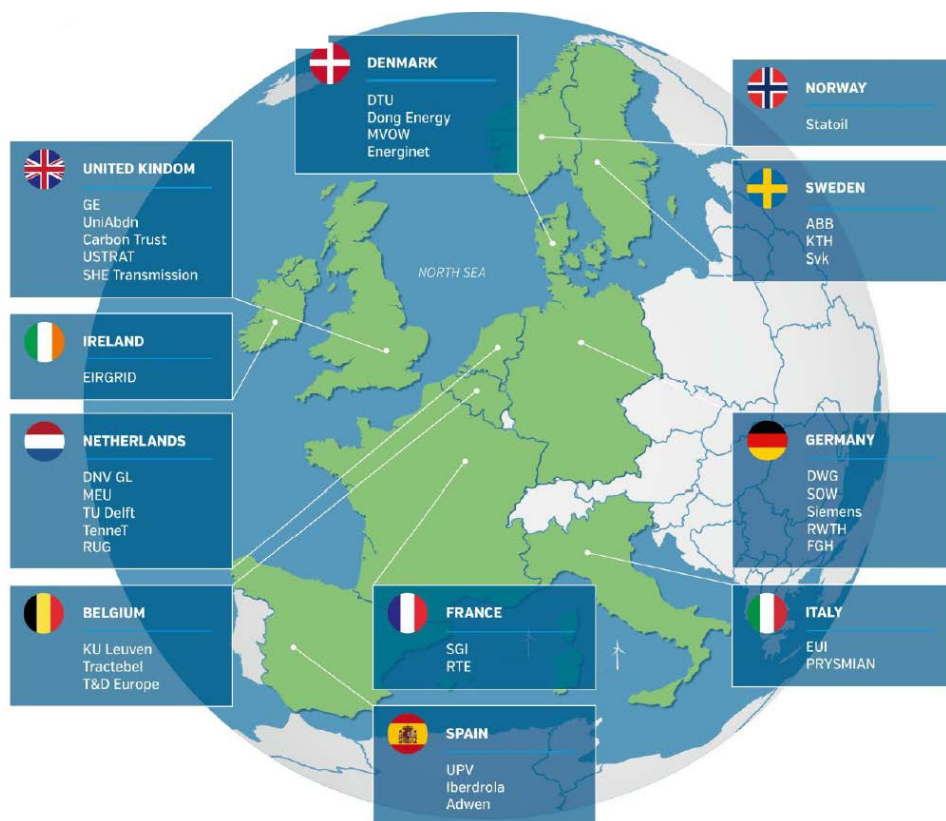 DENMARK
DTU
Dong Energy
MVOW
Energinet
NORWAY
Statoil
UNITED KINDOM
GE
UniAbdn
Carbon Trust
USTRAT
SHE Transmission
SWEDEN
ABB
KTH
Svk
NORTH SEA
IRELAND
EIRGRID
NETHERLANDS
DNV GL
MEU
TU Delft
TenneT
RUG
GERMANY
DWG
SOW
Siemens
RWTH
FGH
BELGIUM
KU Leuven
Tractebel
T&D Europe
FRANCE
SGI
RTE
ITALY
EUI
PRYSMIAN
SPAIN
UPV
Iberdrola
Adwen